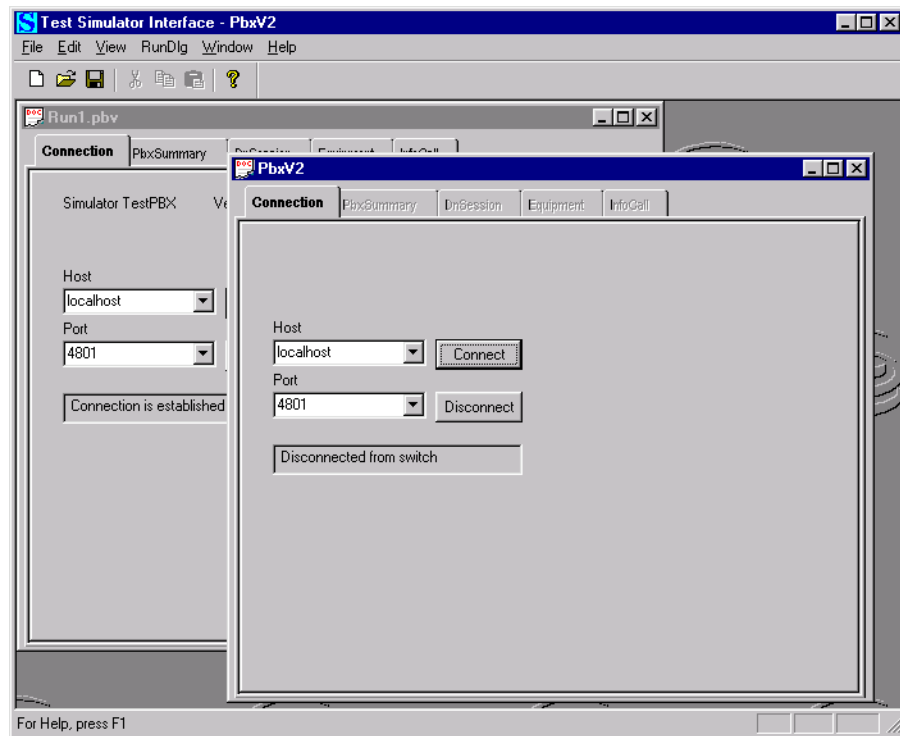 Test Simulator Interface - PbxV2
File Edit View RunDlg Window Help
Run1.pbv
Connection PbxSummary
Simulator TestPBX
Host
localhost
Port
4801
Connection is established
PbxV2
Connection PbxSummary DnSession Equipment InfoCall
Host
localhost Connect
Port
4801 Disconnect
Disconnected from switch
For Help, press F1